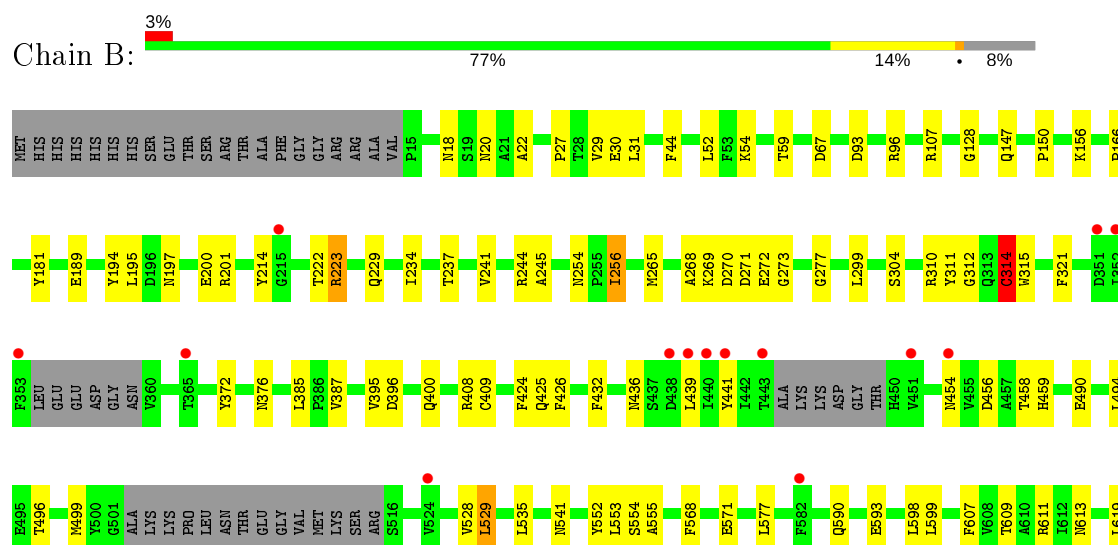 3%
Chain B:
77% 14% • 8%
MET HIS HIS HIS HIS HIS HIS SER GLU THR SER ARG THR ALA PHE GLY GLY ARG ARG ALA VAL P15 N18 S19 N20 A21 A22 P27 T28 V29 E30 L31 F44 L52 F53 K54 T59 D67 D93 R96 R107 G128 Q147 P150 K156
Y181 E189 Y194 L195 D196 N197 E200 R201 Y214 G215 T222 R223 Q229 I234 T237 V241 R244 A245 N254 P255 I256 M265 A268 K269 D270 D271 E272 G273 G277 L299 S304 R310 Y311 G312 Q313 C314 W315 F321 D351 I352
F353 LEU GLU GLU ASP GLY ASN V360 T365 Y372 N376 L385 P386 V387 V395 D396 Q400 R408 C409 F424 Q425 F426 F432 N436 S437 D438 L439 I440 Y441 I442 T443 ALA LYS LYS ASP GLY THR H450 V451 N454 V455 D456 A457 T458 H459 E490 L494
E495 T496 M499 Y500 G501 ALA LYS LYS PRO LEU ASN THR GLU GLY VAL MET LYS SER ARG S516 V524 V528 L529 L535 N541 Y552 L553 S554 A555 F568 E571 L577 F582 Q590 E593 L598 L599 F607 V608 T609 A610 R611 I612 N613